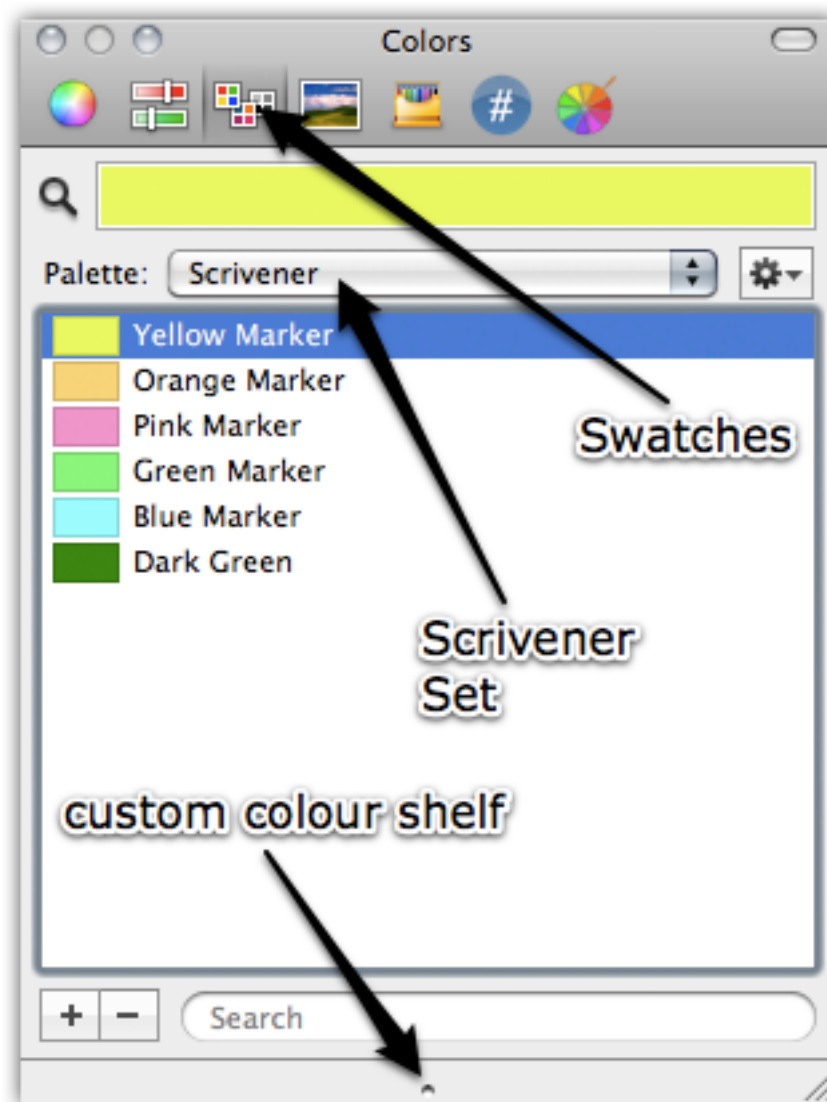 Colors
#
Palette: Scrivener
Yellow Marker
Orange Marker
Pink Marker
Green Marker
Blue Marker
Dark Green
Swatches
Scrivener
Set
custom colour shelf
+ − Search